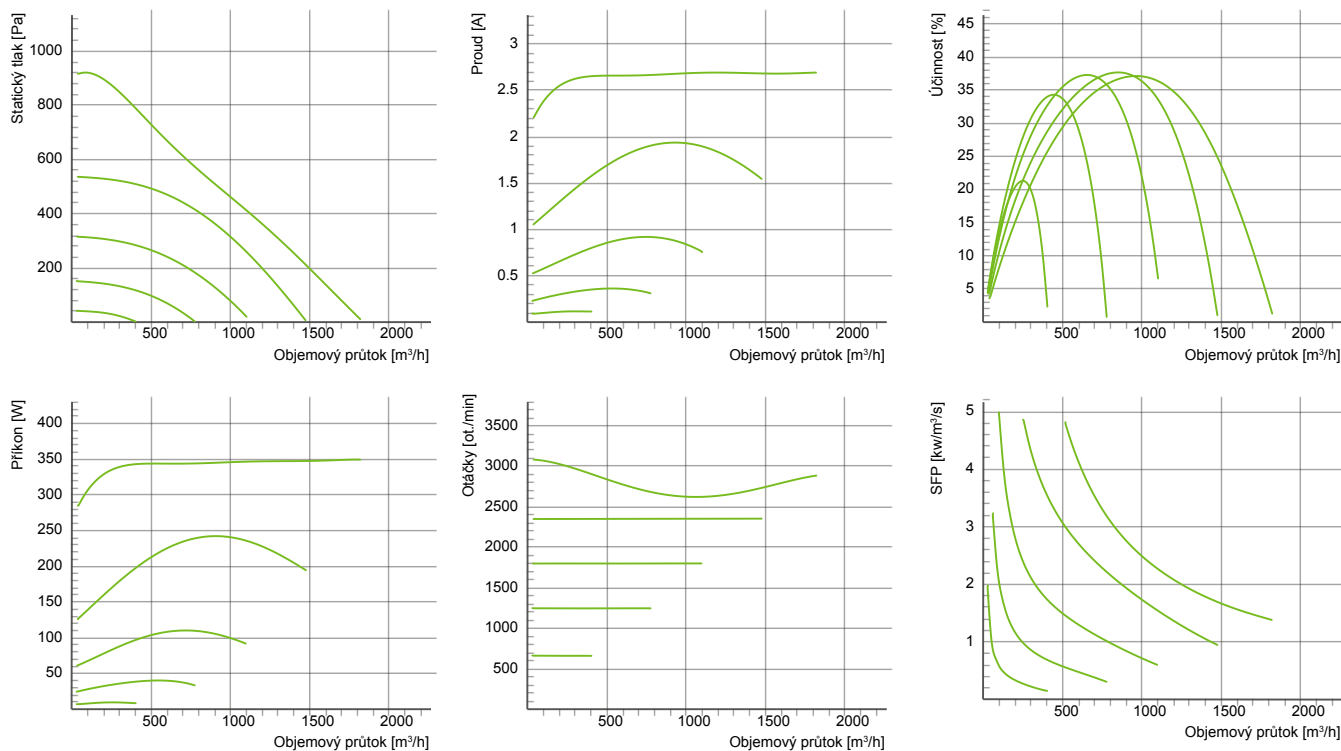 Statický tlak [Pa]
1000
800
600
400
200
500 1000 1500 2000
Objemový průtok [m³/h]
Proud [A]
3
2.5
2
1.5
1
0.5
500 1000 1500 2000
Objemový průtok [m³/h]
Účinnost [%]
45
40
35
30
25
20
15
10
5
500 1000 1500 2000
Objemový průtok [m³/h]
Příkon [W]
400
350
300
250
200
150
100
50
500 1000 1500 2000
Objemový průtok [m³/h]
Otáčky [ot./min]
3500
3000
2500
2000
1500
1000
500
500 1000 1500 2000
Objemový průtok [m³/h]
SFP [kw/m³/s]
5
4
3
2
1
500 1000 1500 2000
Objemový průtok [m³/h]